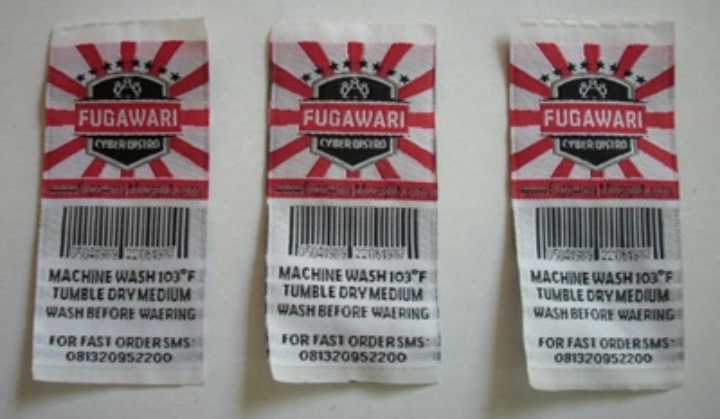 FUGAWARI
CYBER DISTRO
MACHINE WASH 103°F
TUMBLE DRY MEDIUM
WASH BEFORE WAERING
FOR FAST ORDER SMS:
081320952200
FUGAWARI
CYBER DISTRO
MACHINE WASH 103°F
TUMBLE DRY MEDIUM
WASH BEFORE WAERING
FOR FAST ORDER SMS:
081320952200
FUGAWARI
CYBER DISTRO
MACHINE WASH 103°F
TUMBLE DRY MEDIUM
WASH BEFORE WAERING
FOR FAST ORDER SMS:
081320952200